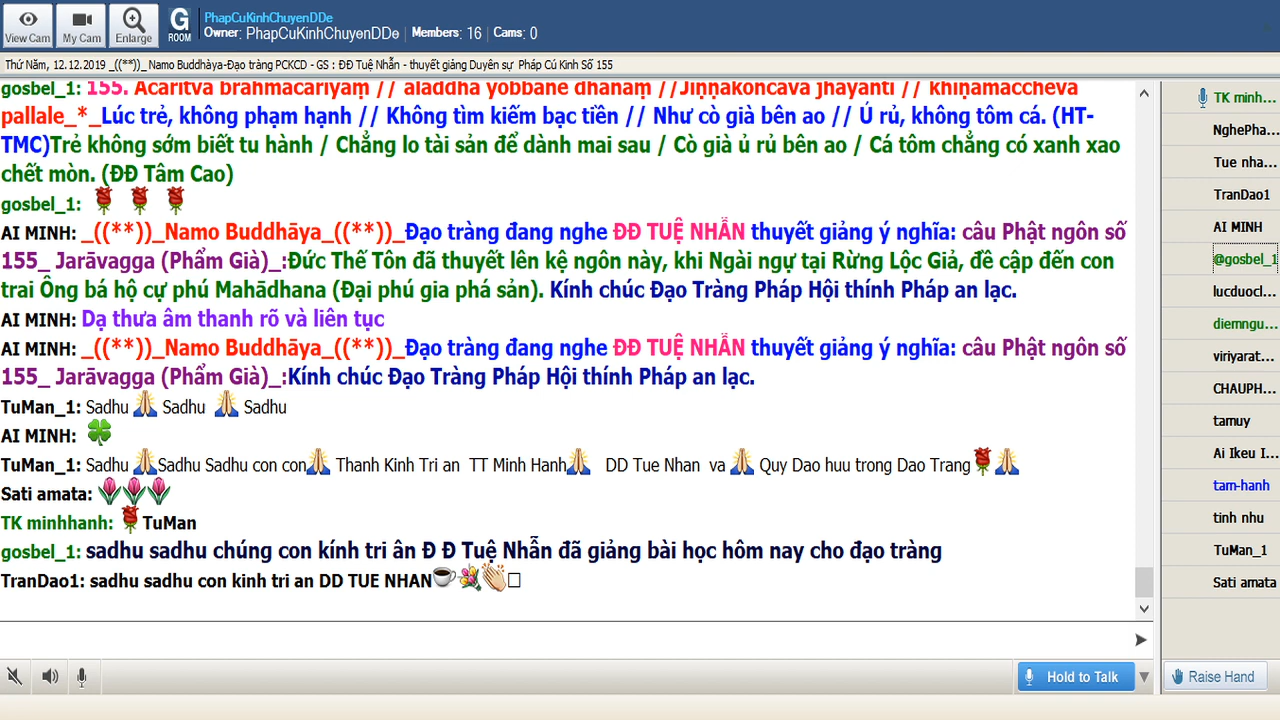 PhapCuKinhChuyenDDe
Owner: PhapCuKinhChuyenDDe | Members: 16 | Cams: 0
View Cam
My Cam
Enlarge
G ROOM
Thứ Năm, 12.12.2019 _((**))_ Namo Buddhàya-Đạo tràng PCKCD - GS : ĐĐ Tuệ Nhẫn - thuyết giảng Duyên sự Pháp Cú Kinh Số 155
gosbel_1: 155. Acaritvā brahmacariyaṃ // aladdhā yobbane dhanaṃ //Jiṇṇakoñcāva jhāyanti // khīṇamaccheva
pallale_*_Lúc trẻ, không phạm hạnh // Không tìm kiếm bạc tiền // Như cò già bên ao // Ủ rủ, không tôm cá. (HT-
TMC)Trẻ không sớm biết tu hành / Chẳng lo tài sản để dành mai sau / Cò già ủ rủ bên ao / Cá tôm chẳng có xanh xao
chết mòn. (ĐĐ Tâm Cao)
gosbel_1: 🌹 🌹 🌹
AI MINH: _((**))_Namo Buddhāya_((**))_Đạo tràng đang nghe ĐĐ TUỆ NHẪN thuyết giảng ý nghĩa: câu Phật ngôn số
155_ Jarāvagga (Phẩm Già)_:Đức Thế Tôn đã thuyết lên kệ ngôn này, khi Ngài ngự tại Rừng Lộc Giả, đề cập đến con
trai Ông bá hộ cự phú Mahādhana (Đại phú gia phá sản). Kính chúc Đạo Tràng Pháp Hội thính Pháp an lạc.
AI MINH: Dạ thưa âm thanh rõ và liên tục
AI MINH: _((**))_Namo Buddhāya_((**))_Đạo tràng đang nghe ĐĐ TUỆ NHẪN thuyết giảng ý nghĩa: câu Phật ngôn số
155_ Jarāvagga (Phẩm Già)_:Kính chúc Đạo Tràng Pháp Hội thính Pháp an lạc.
TuMan_1: Sadhu 🙏 Sadhu 🙏 Sadhu
AI MINH: 🍀
TuMan_1: Sadhu 🙏Sadhu Sadhu con con🙏 Thanh Kinh Tri an TT Minh Hanh🙏 DD Tue Nhan va 🙏 Quy Dao huu trong Dao Trang🌹🙏
Sati amata: 🌷🌷🌷
TK minhhanh: 🌹TuMan
gosbel_1: sadhu sadhu chúng con kính tri ân Đ Đ Tuệ Nhẫn đã giảng bài học hôm nay cho đạo tràng
TranDao1: sadhu sadhu con kinh tri an DD TUE NHAN☕💐👏
TK minh...
NghePha...
Tue nha...
TranDao1
AI MINH
@gosbel_1
lucduocl...
diemngu...
viriyarat...
CHAUPH...
tamuy
Ai Ikeu I...
tam-hanh
tinh nhu
TuMan_1
Sati amata
Hold to Talk
Raise Hand